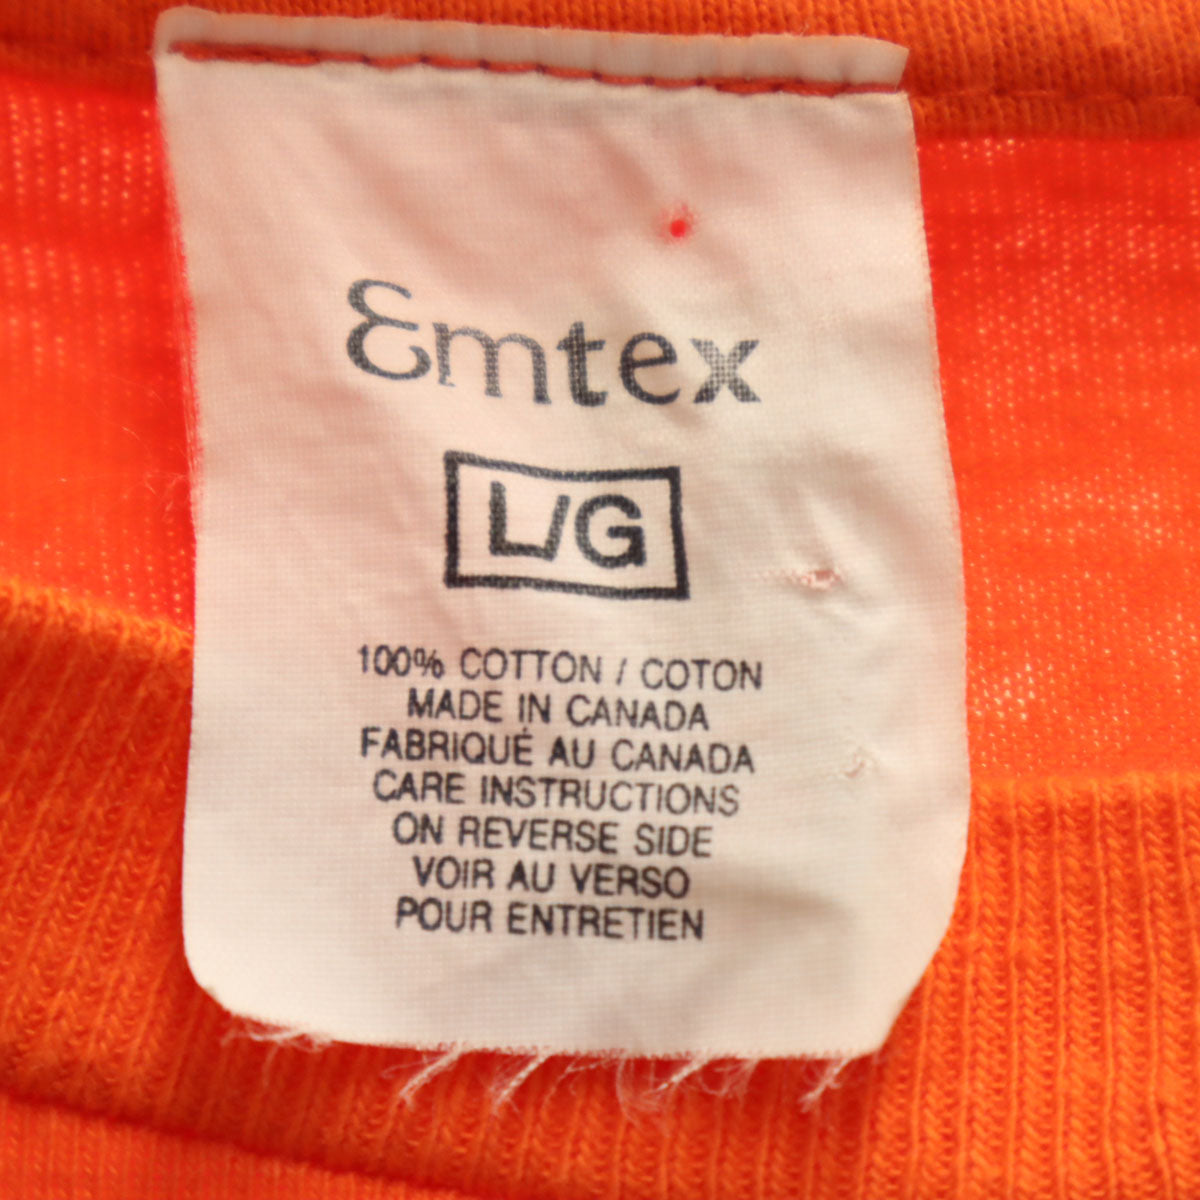 Emtex
L/G
100% COTTON / COTON
MADE IN CANADA
FABRIQUÉ AU CANADA
CARE INSTRUCTIONS
ON REVERSE SIDE
VOIR AU VERSO
POUR ENTRETIEN